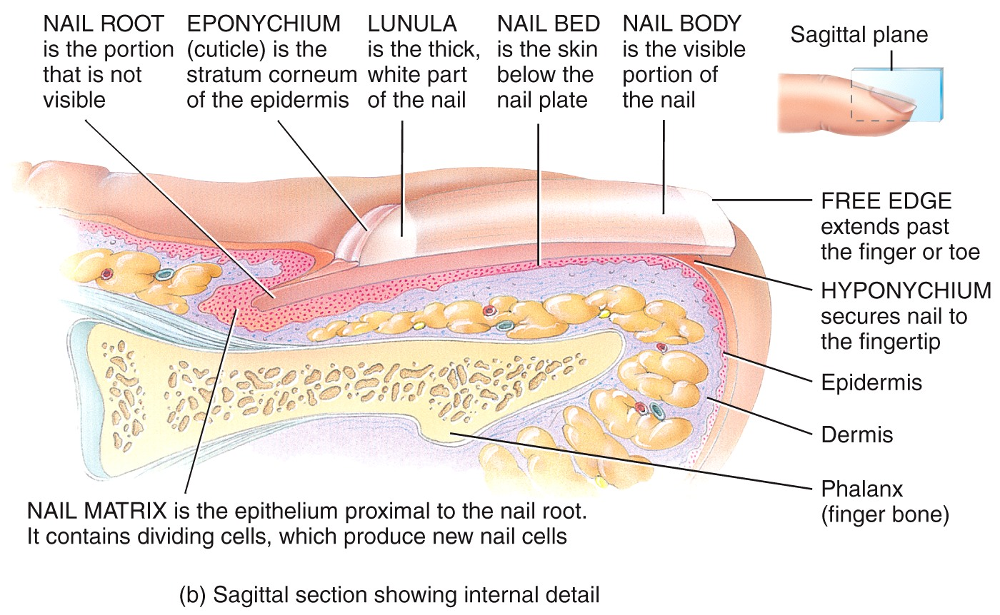 NAIL ROOT
is the portion
that is not
visible
EPONYCHIUM
(cuticle) is the
stratum corneum
of the epidermis
LUNULA
is the thick,
white part
of the nail
NAIL BED
is the skin
below the
nail plate
NAIL BODY
is the visible
portion of
the nail
Sagittal plane
FREE EDGE
extends past
the finger or toe
HYPONYCHIUM
secures nail to
the fingertip
Epidermis
Dermis
Phalanx
(finger bone)
NAIL MATRIX is the epithelium proximal to the nail root.
It contains dividing cells, which produce new nail cells
(b) Sagittal section showing internal detail